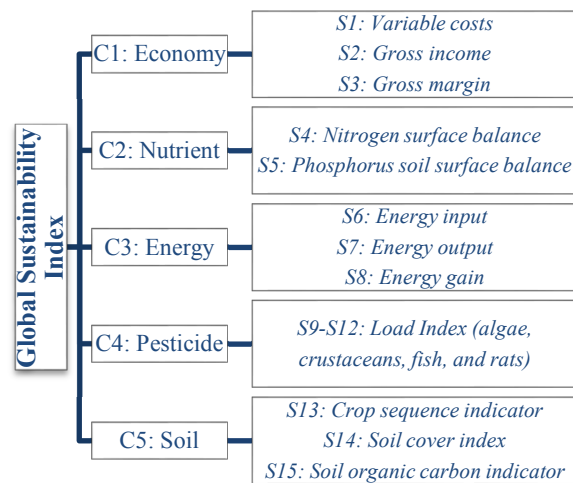 Global Sustainability
Index
C1: Economy
S1: Variable costs
S2: Gross income
S3: Gross margin
C2: Nutrient
S4: Nitrogen surface balance
S5: Phosphorus soil surface balance
C3: Energy
S6: Energy input
S7: Energy output
S8: Energy gain
C4: Pesticide
S9-S12: Load Index (algae,
crustaceans, fish, and rats)
C5: Soil
S13: Crop sequence indicator
S14: Soil cover index
S15: Soil organic carbon indicator